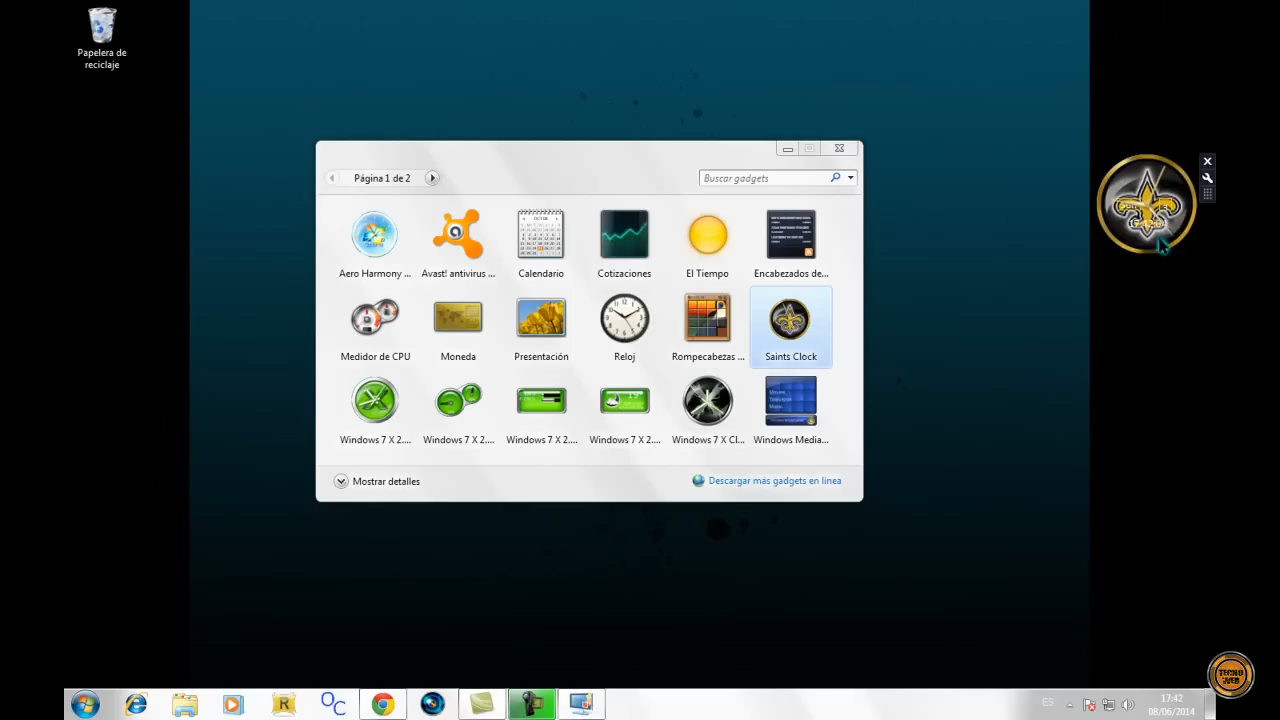 Papelera de
reciclaje
Página 1 de 2
Buscar gadgets
Aero Harmony ...
Avast! antivirus ...
Calendario
Cotizaciones
El Tiempo
Encabezados de...
Medidor de CPU
Moneda
Presentación
Reloj
Rompecabezas ...
Saints Clock
Windows 7 X 2....
Windows 7 X 2....
Windows 7 X 2....
Windows 7 X 2....
Windows 7 X Cl...
Windows Media...
Mostrar detalles
Descargar más gadgets en línea
TECNO
WEB
ES
17:42
08/06/2014